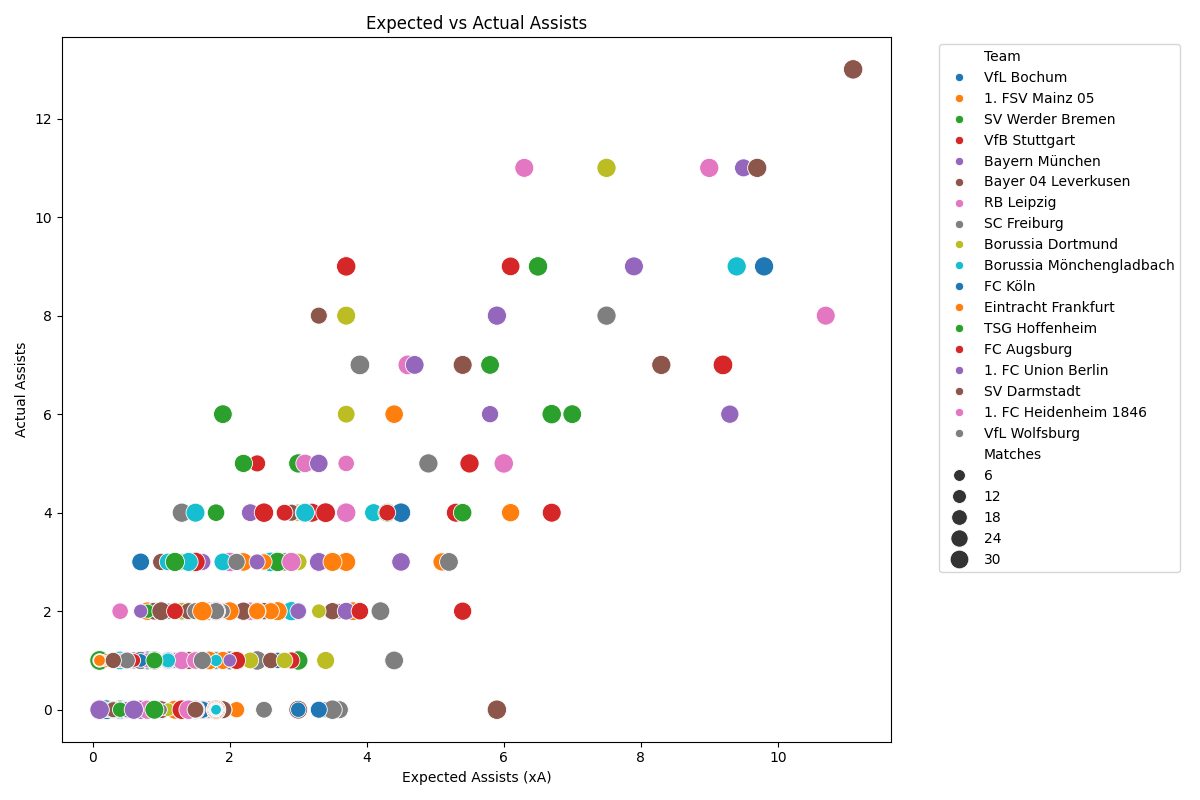 Expected vs Actual Assists
Actual Assists
12
10
8
6
4
2
0
0 2 4 6 8 10
Expected Assists (xA)
Team
VfL Bochum
1. FSV Mainz 05
SV Werder Bremen
VfB Stuttgart
Bayern München
Bayer 04 Leverkusen
RB Leipzig
SC Freiburg
Borussia Dortmund
Borussia Mönchengladbach
FC Köln
Eintracht Frankfurt
TSG Hoffenheim
FC Augsburg
1. FC Union Berlin
SV Darmstadt
1. FC Heidenheim 1846
VfL Wolfsburg
Matches
6
12
18
24
30